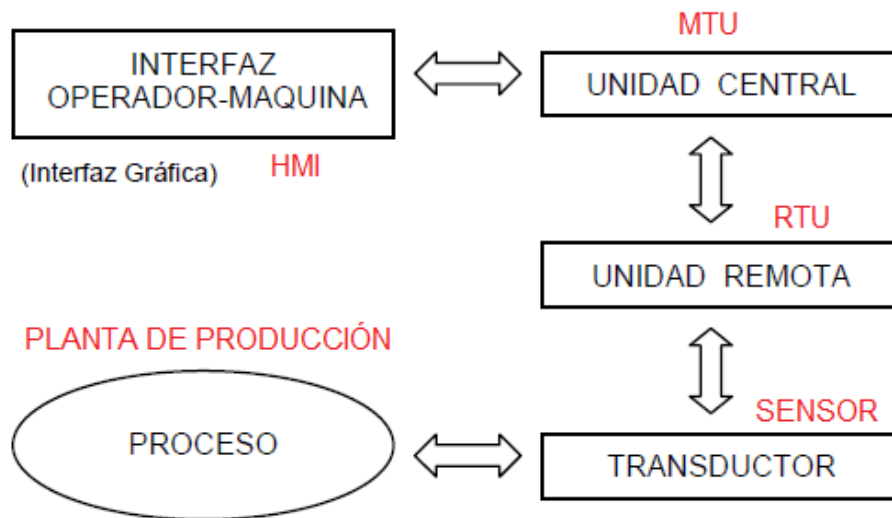 MTU
INTERFAZ
OPERADOR-MAQUINA
UNIDAD CENTRAL
(Interfaz Gráfica) HMI
RTU
UNIDAD REMOTA
PLANTA DE PRODUCCIÓN
SENSOR
PROCESO
TRANSDUCTOR